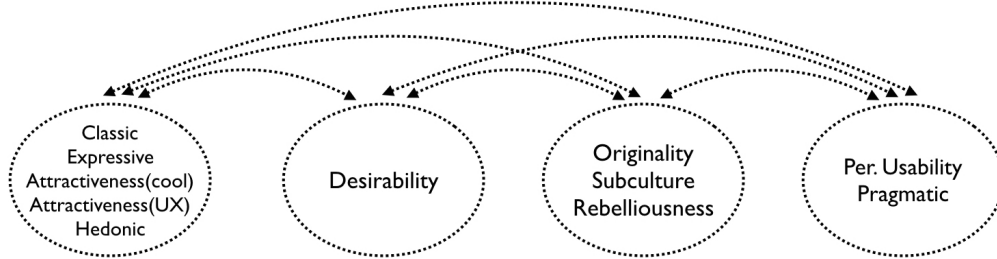 Classic
Expressive
Attractiveness(cool)
Attractiveness(UX)
Hedonic
Desirability
Originality
Subculture
Rebelliousness
Per. Usability
Pragmatic